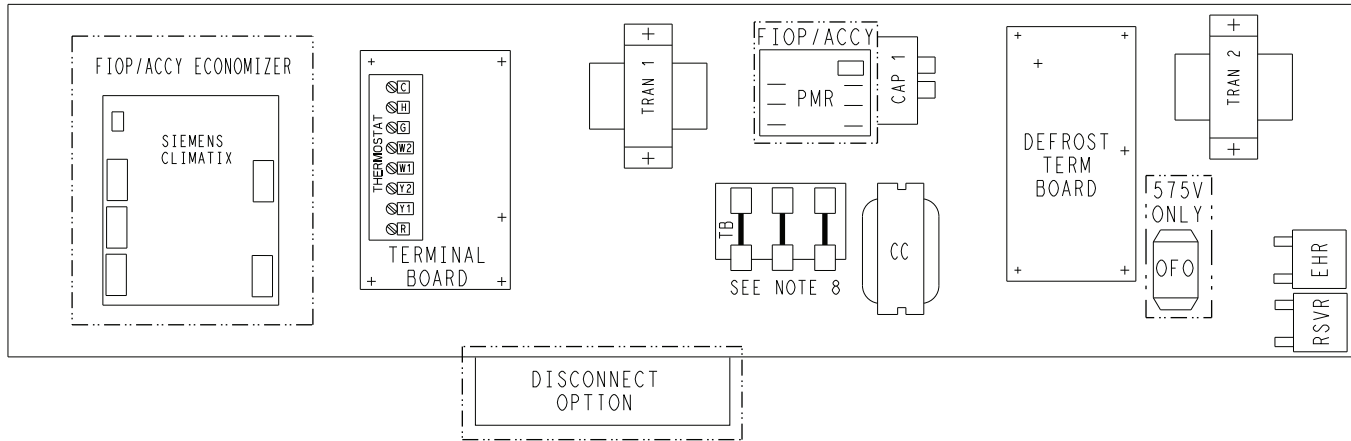 FIOP/ACCY ECONOMIZER
SIEMENS
CLIMATIX
THERMOSTAT
C
H
G
W2
W1
Y2
Y1
R
TERMINAL
BOARD
TRAN 1
FIOP/ACCY
PMR
CAP 1
TB
SEE NOTE 8
CC
DEFROST
TERM
BOARD
TRAN 2
575V
ONLY
OFO
EHR
RSVR
DISCONNECT
OPTION